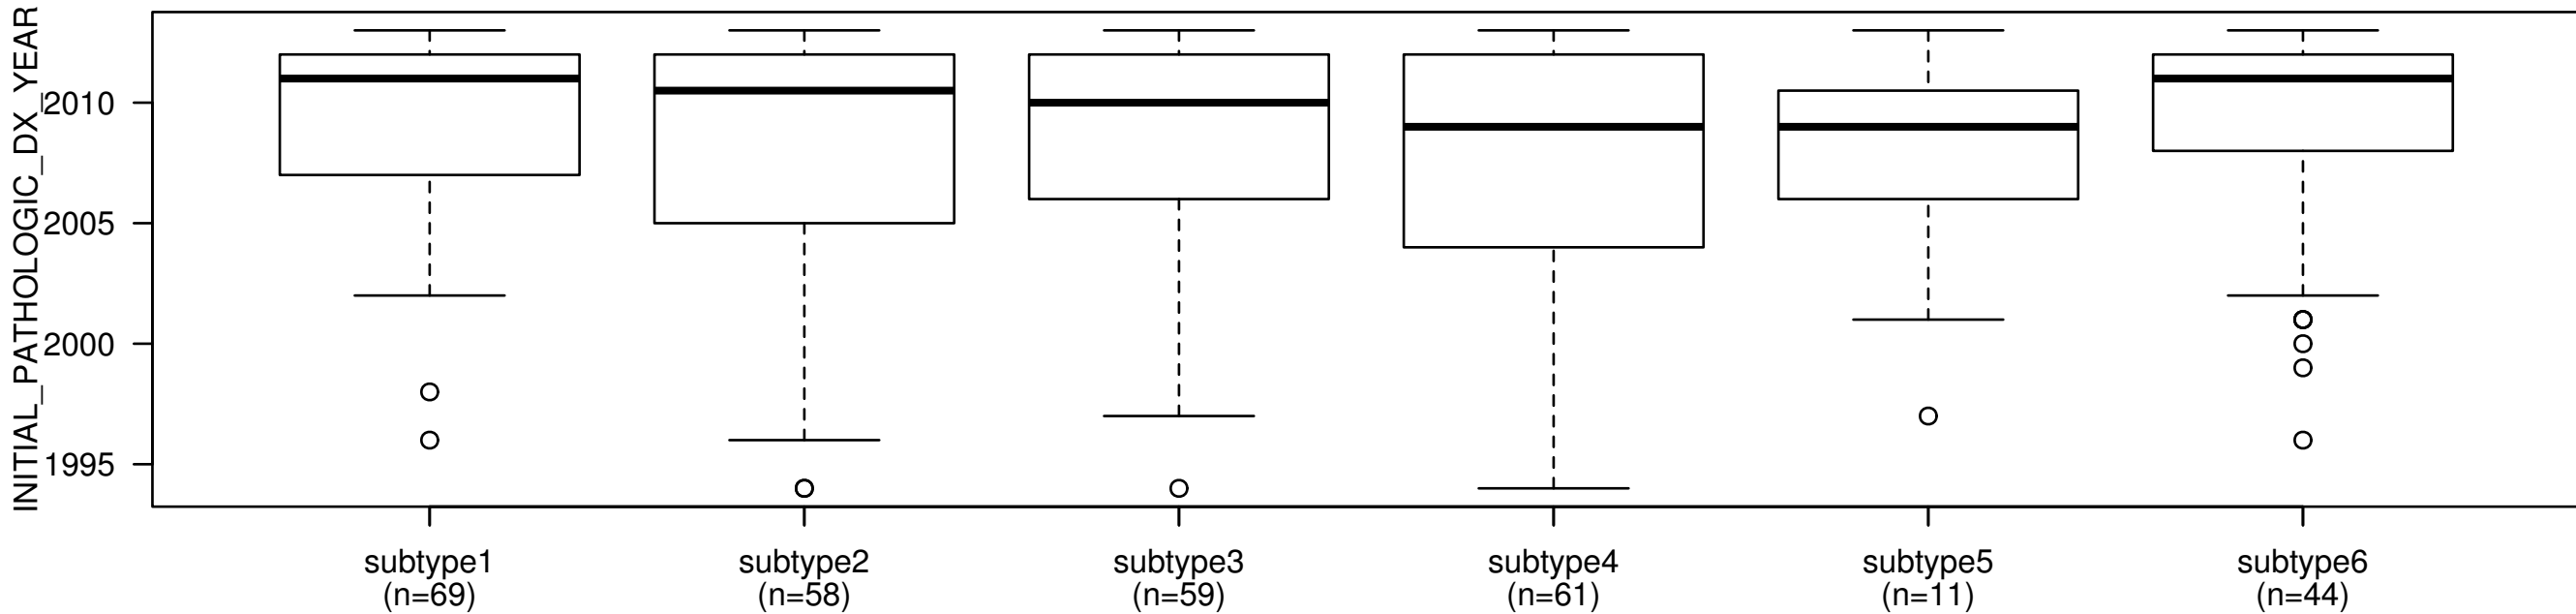 INITIAL_PATHOLOGIC_DX_YEAR
2010
2005
2000
1995
subtype1 subtype2 subtype3 subtype4 subtype5 subtype6
(n=69) (n=58) (n=59) (n=61) (n=11) (n=44)